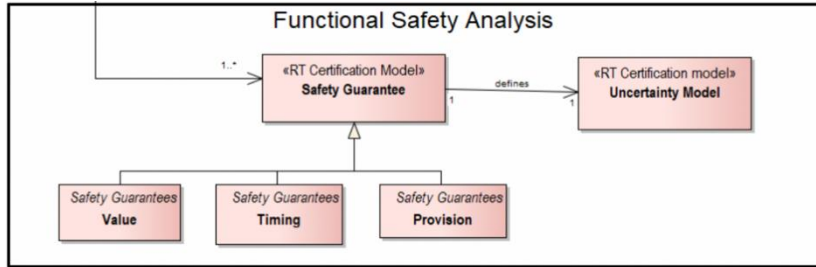 Functional Safety Analysis
1..*
«RT Certification Model»
Safety Guarantee
1
defines
1
«RT Certification model»
Uncertainty Model
Safety Guarantees
Value
Safety Guarantees
Timing
Safety Guarantees
Provision